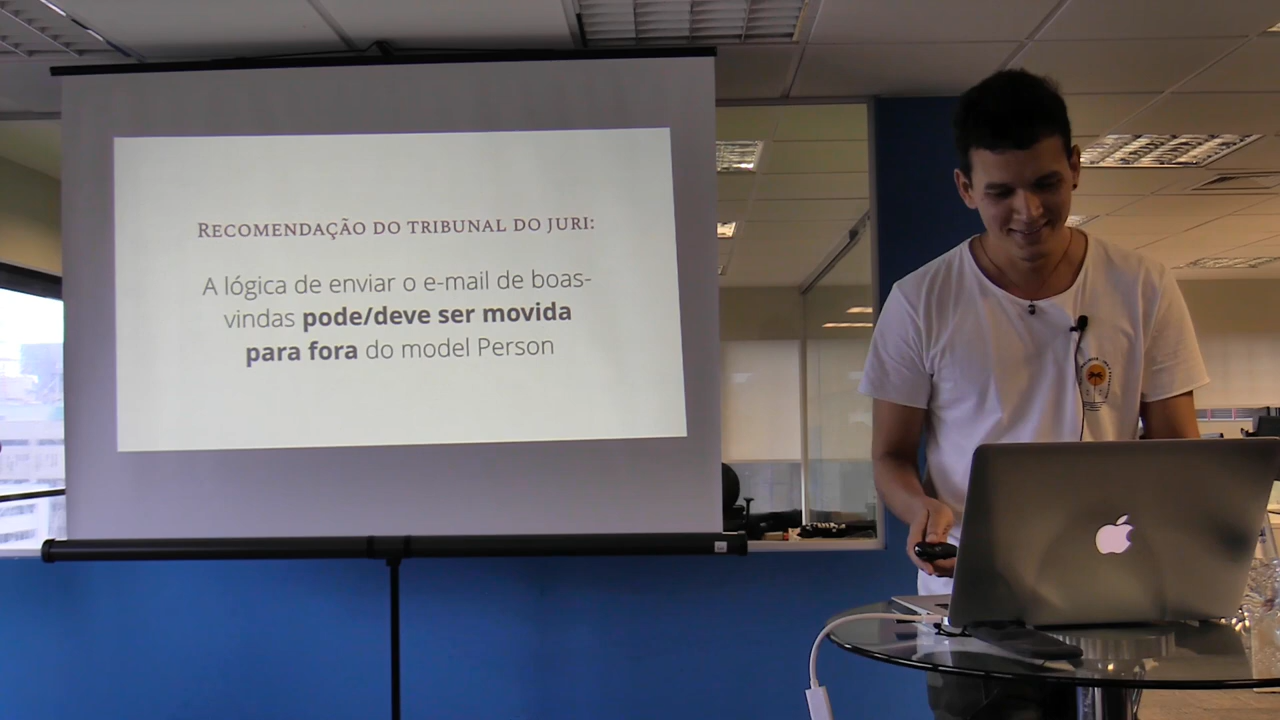 RECOMENDAÇÃO DO TRIBUNAL DO JURI:
A lógica de enviar o e-mail de boas-
vindas pode/deve ser movida
para fora do model Person